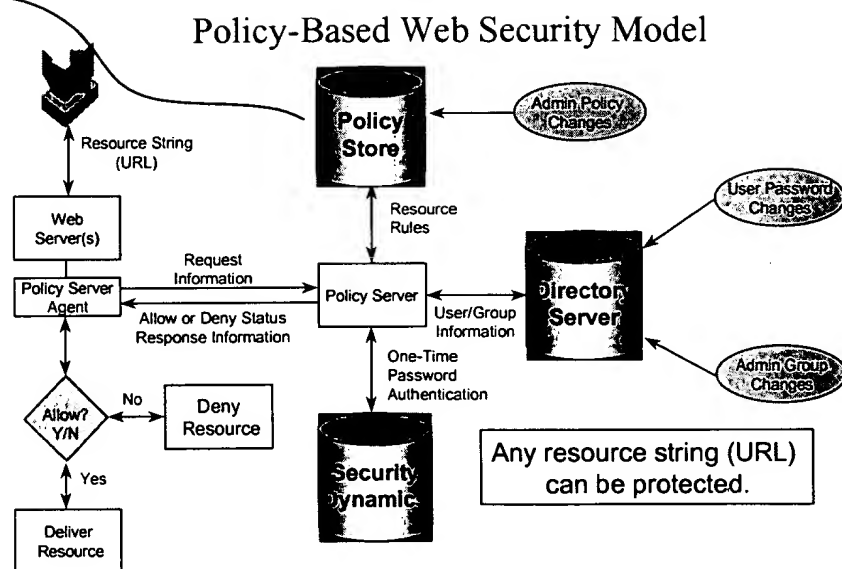 Policy-Based Web Security Model
Resource String
(URL)
Policy
Store
Admin Policy
Changes
Resource
Rules
User Password
Changes
Web
Server(s)
Request
Information
Policy Server
Agent
Policy Server
Allow or Deny Status
Response Information
User/Group
Information
Directory
Server
One-Time
Password
Authentication
Admin Group
Changes
Allow?
Y/N
No
Deny
Resource
Yes
Security
Dynamic
Any resource string (URL)
can be protected.
Deliver
Resource